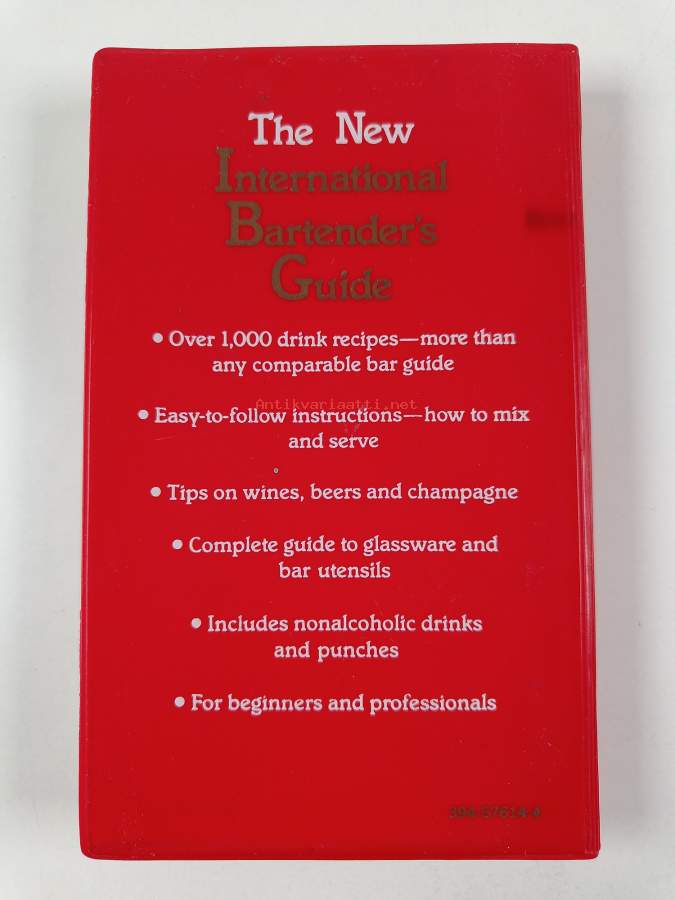 The New
International
Bartender's
Guide
• Over 1,000 drink recipes—more than
any comparable bar guide
Antikvariaatti.net
• Easy-to-follow instructions—how to mix
and serve
• Tips on wines, beers and champagne
• Complete guide to glassware and
bar utensils
• Includes nonalcoholic drinks
and punches
• For beginners and professionals